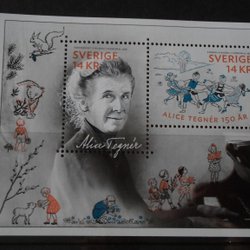 SVERIGE
14 KR
Alice Tegnér
SVERIGE
14 KR
ALICE TEGNÉR 150 ÅR